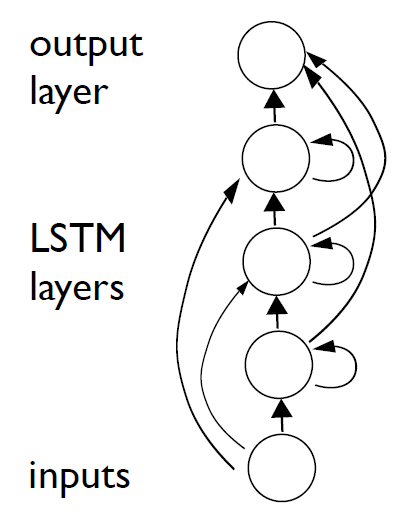 output
layer
LSTM
layers
inputs